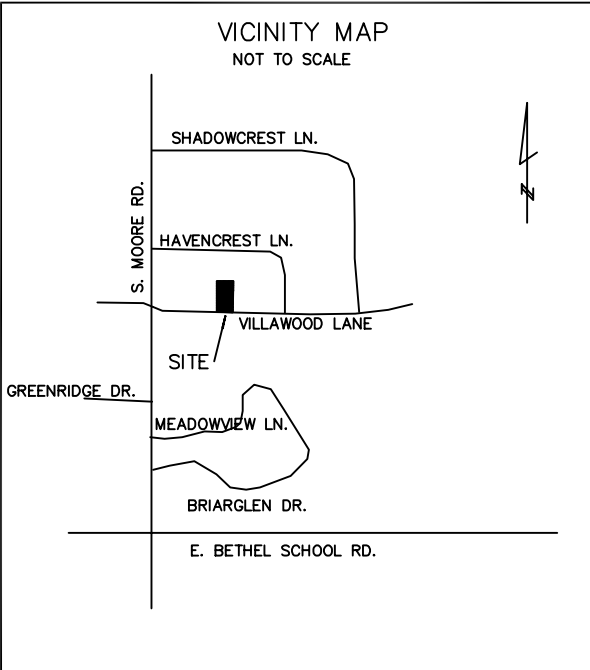 VICINITY MAP
NOT TO SCALE
SHADOWCREST LN.
S. MOORE RD.
HAVENCREST LN.
N
VILLAWOOD LANE
SITE
GREENRIDGE DR.
MEADOWVIEW LN.
BRIARGLEN DR.
E. BETHEL SCHOOL RD.